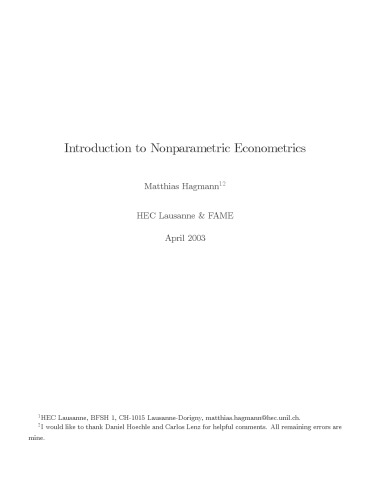 Introduction to Nonparametric Econometrics
Matthias Hagmann¹²
HEC Lausanne & FAME
April 2003
¹HEC Lausanne, BFSH 1, CH-1015 Lausanne-Dorigny, matthias.hagmann@hec.unil.ch.
²I would like to thank Daniel Hoechle and Carlos Lenz for helpful comments. All remaining errors are
mine.